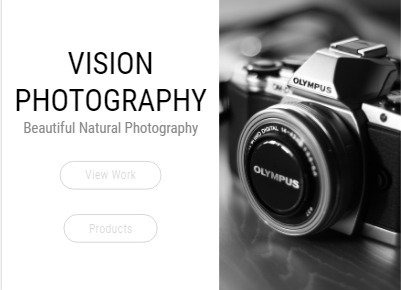 VISION
PHOTOGRAPHY
Beautiful Natural Photography
View Work
Products
OLYMPUS
OLYMPUS